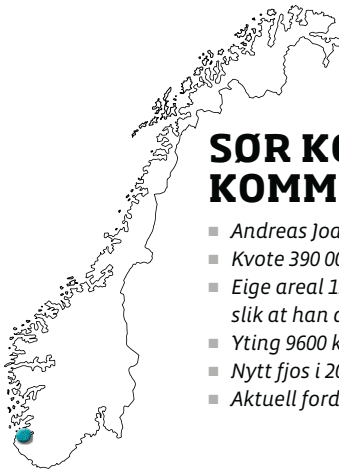 SØR KO
KOMM
Andreas Joa
Kvote 390 00
Eige areal 1
slik at han d
Yting 9600 k
Nytt fjos i 20
Aktuell ford